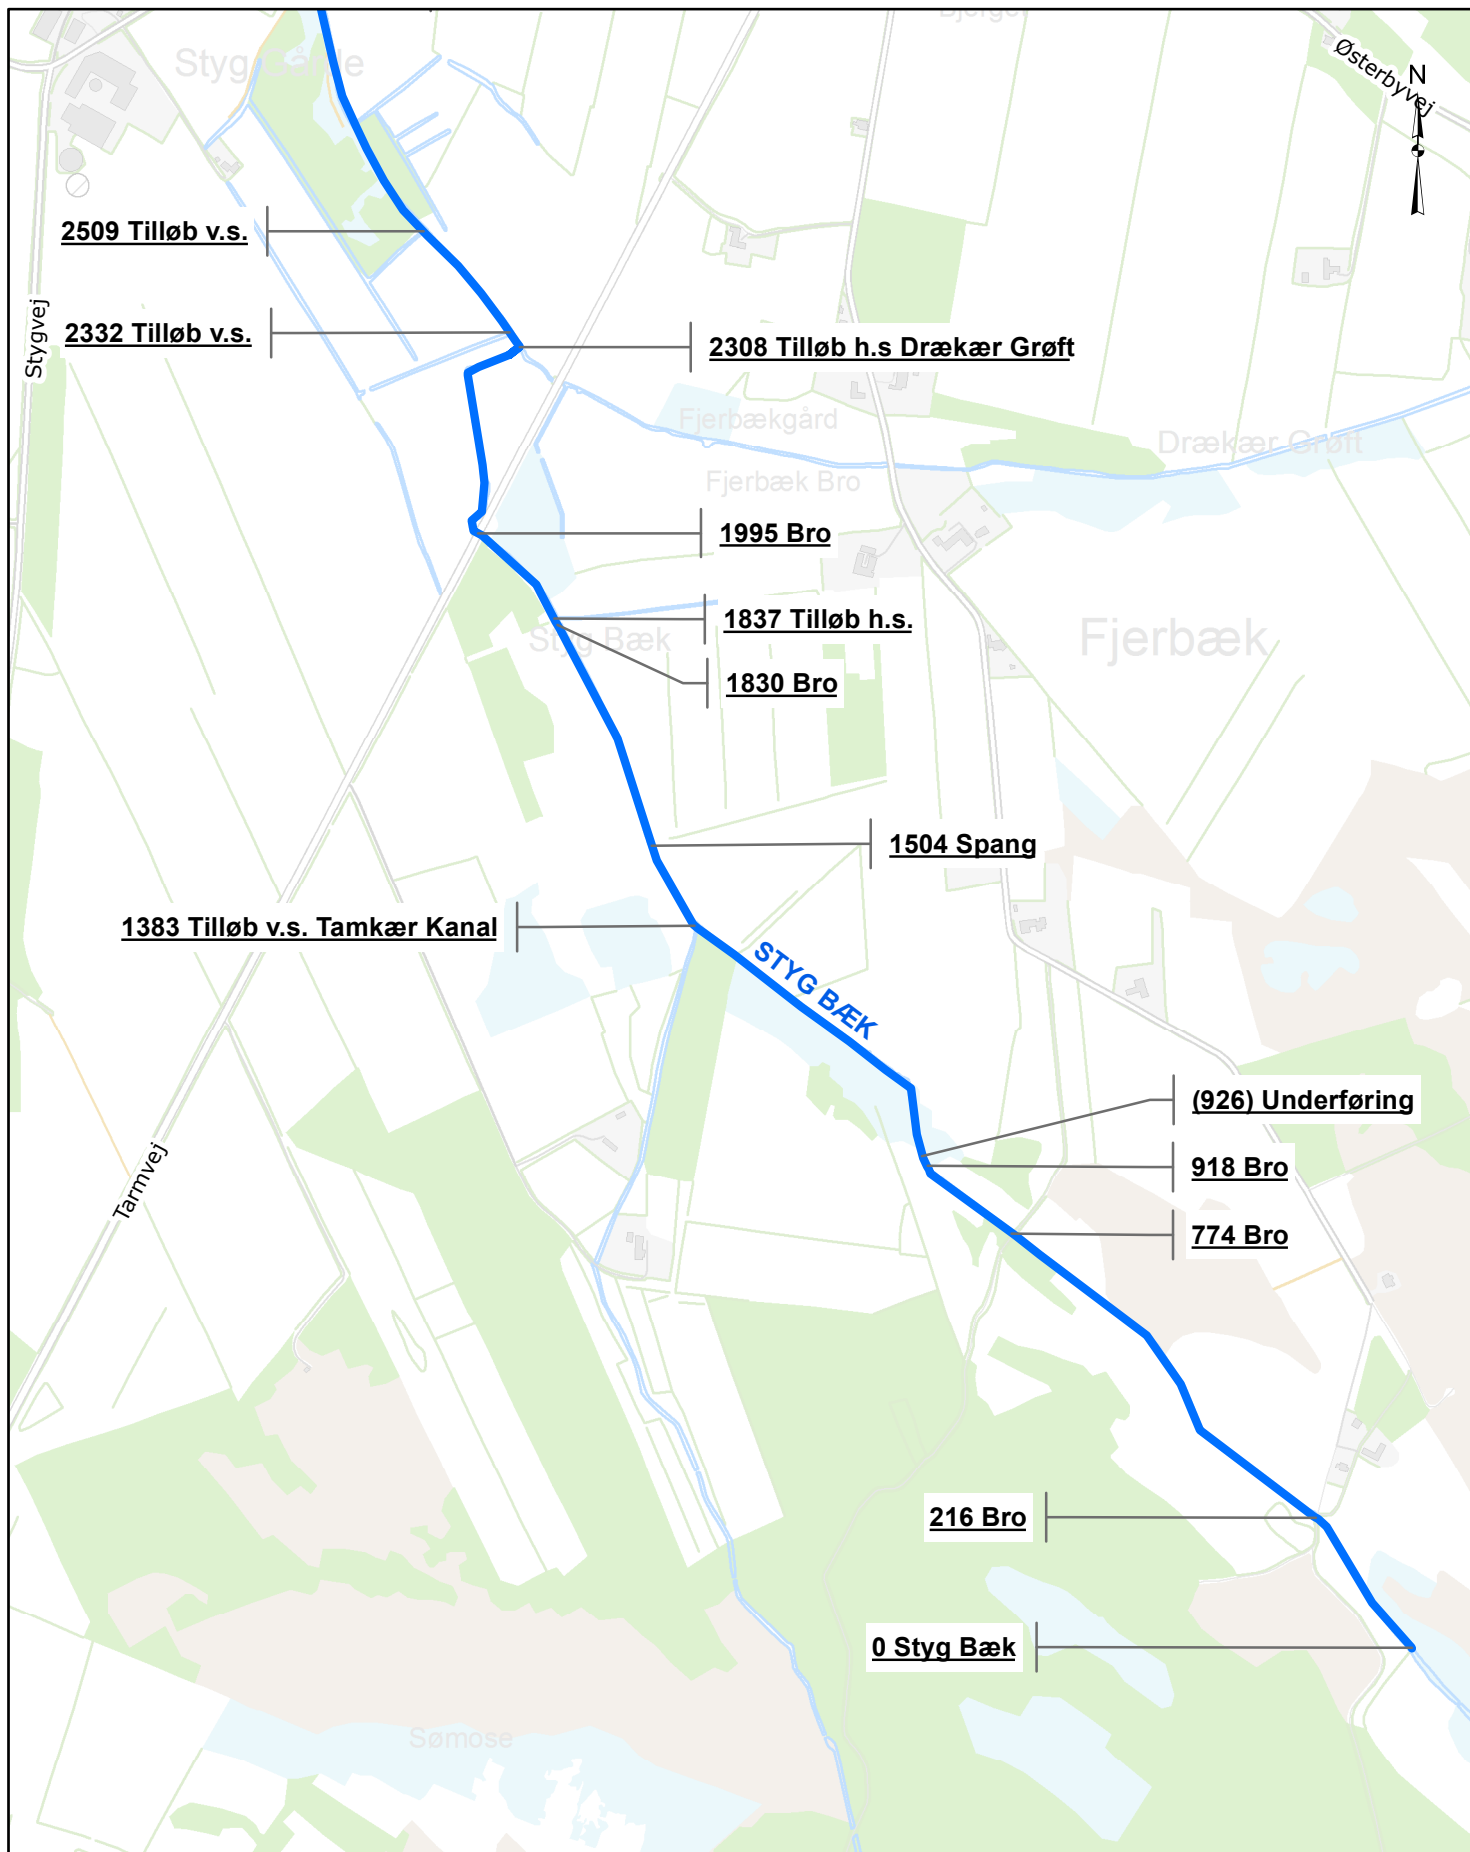 Styg Gårde
Østerbyvej
N
2509 Tilløb v.s.
Stygvej
2332 Tilløb v.s.
2308 Tilløb h.s Drækær Grøft
Fjerbækgård
Drækær Grøft
Fjerbæk Bro
1995 Bro
1837 Tilløb h.s.
Styg Bæk
Fjerbæk
1830 Bro
1504 Spang
1383 Tilløb v.s. Tamkær Kanal
STYG BÆK
(926) Underføring
918 Bro
Tarmvej
774 Bro
216 Bro
0 Styg Bæk
Sømose